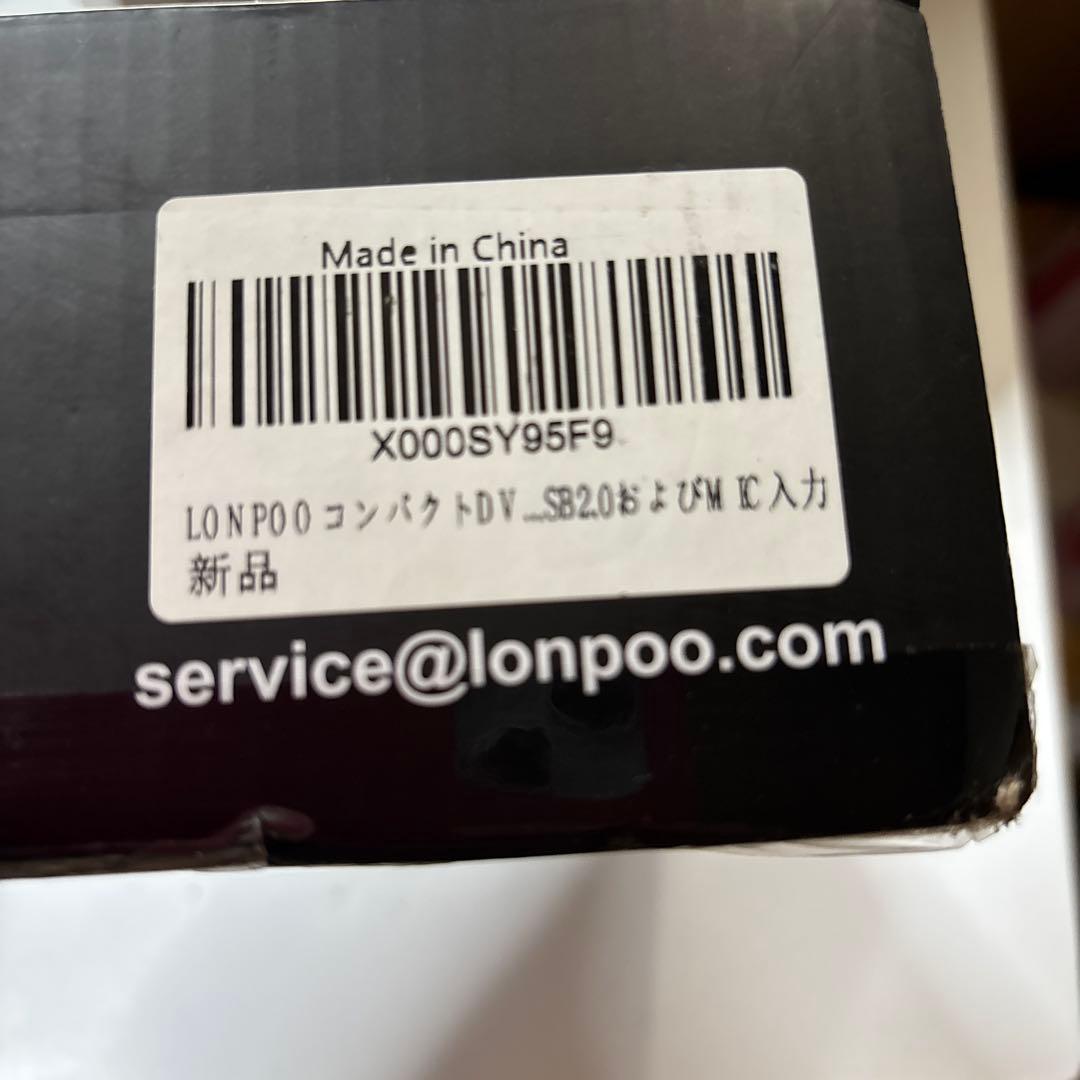 Made in China
X000SY95F9
LONPOOコンパクトDV...SB2.0およびMIC入力
新品
service@lonpoo.com